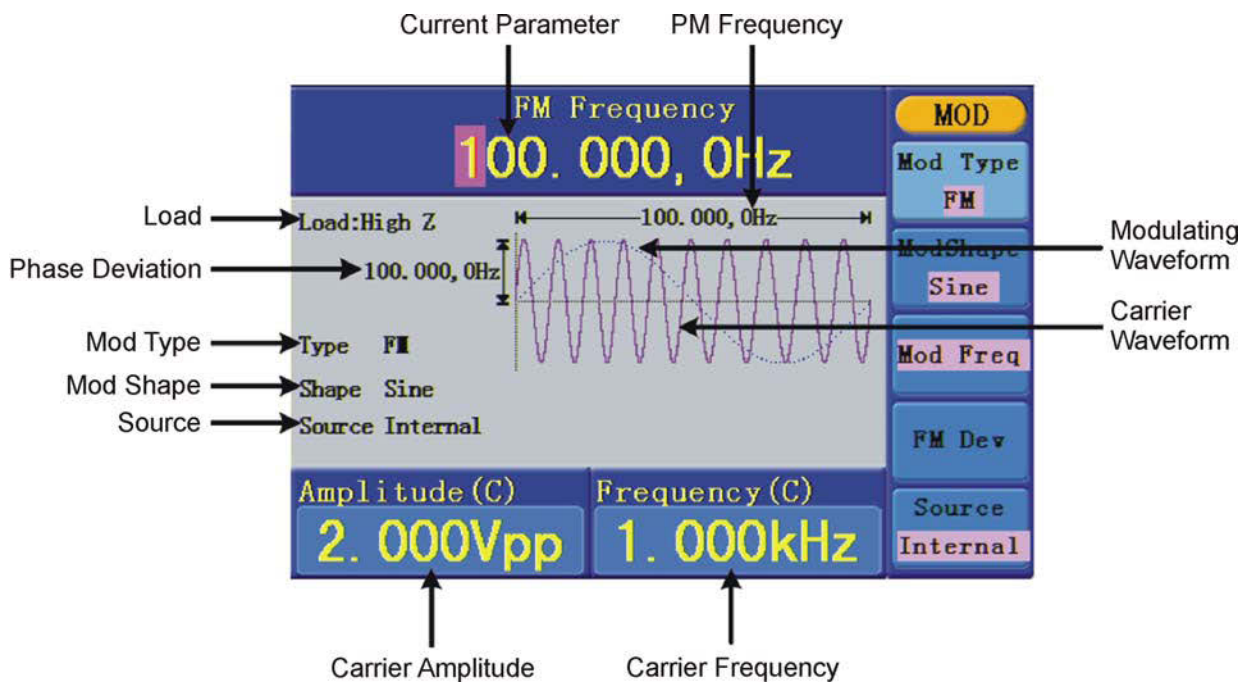 Current Parameter
PM Frequency
FM Frequency
100.000,0Hz
MOD
Mod Type
FM
ModShape
Sine
Mod Freq
FM Dev
Source
Internal
Load
Load:High Z
100.000,0Hz
Phase Deviation
100.000,0Hz
Modulating
Waveform
Carrier
Waveform
Mod Type
Type FM
Mod Shape
Shape Sine
Source
Source Internal
Amplitude(C)
2.000Vpp
Frequency(C)
1.000kHz
Carrier Amplitude
Carrier Frequency